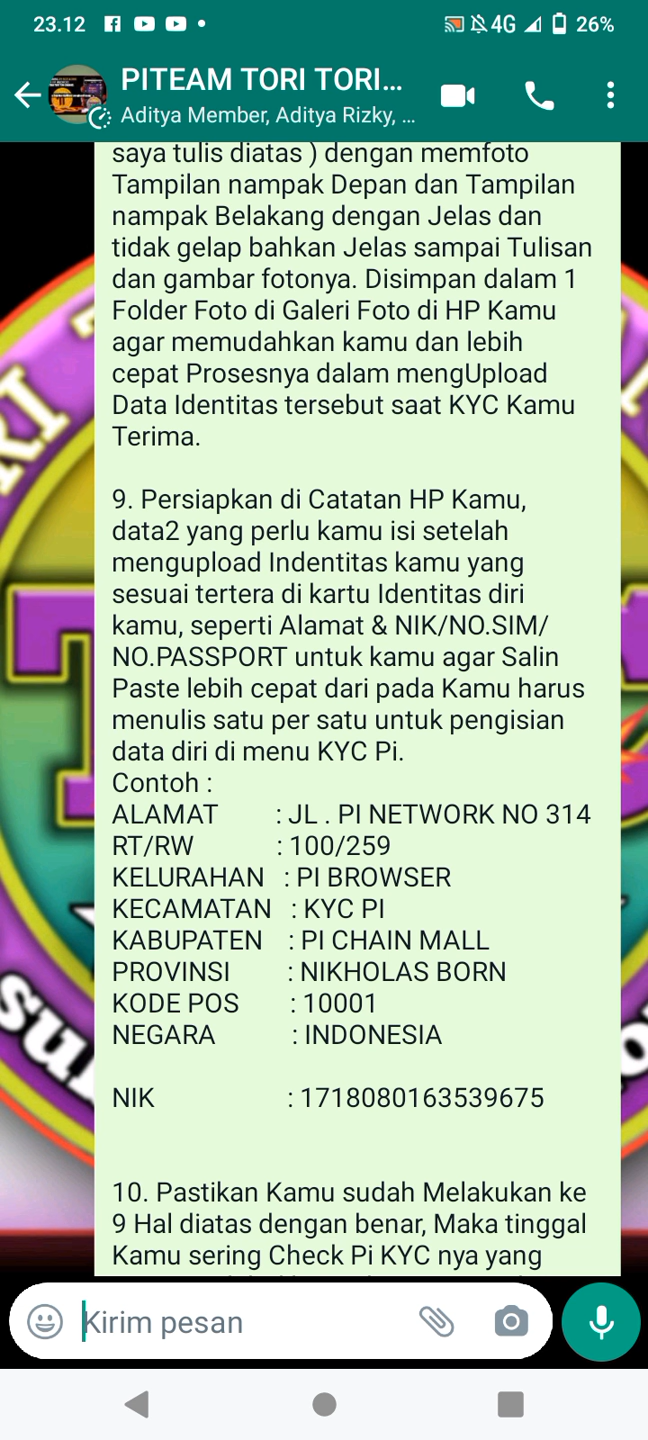 23.12
4G
26%
PITEAM TORI TORI...
Aditya Member, Aditya Rizky, ...
saya tulis diatas ) dengan memfoto
Tampilan nampak Depan dan Tampilan
nampak Belakang dengan Jelas dan
tidak gelap bahkan Jelas sampai Tulisan
dan gambar fotonya. Disimpan dalam 1
Folder Foto di Galeri Foto di HP Kamu
agar memudahkan kamu dan lebih
cepat Prosesnya dalam mengUpload
Data Identitas tersebut saat KYC Kamu
Terima.
9. Persiapkan di Catatan HP Kamu,
data2 yang perlu kamu isi setelah
mengupload Indentitas kamu yang
sesuai tertera di kartu Identitas diri
kamu, seperti Alamat & NIK/NO.SIM/
NO.PASSPORT untuk kamu agar Salin
Paste lebih cepat dari pada Kamu harus
menulis satu per satu untuk pengisian
data diri di menu KYC Pi.
Contoh :
ALAMAT : JL . PI NETWORK NO 314
RT/RW : 100/259
KELURAHAN : PI BROWSER
KECAMATAN : KYC PI
KABUPATEN : PI CHAIN MALL
PROVINSI : NIKHOLAS BORN
KODE POS : 10001
NEGARA : INDONESIA
NIK : 1718080163539675
10. Pastikan Kamu sudah Melakukan ke
9 Hal diatas dengan benar, Maka tinggal
Kamu sering Check Pi KYC nya yang
Kirim pesan